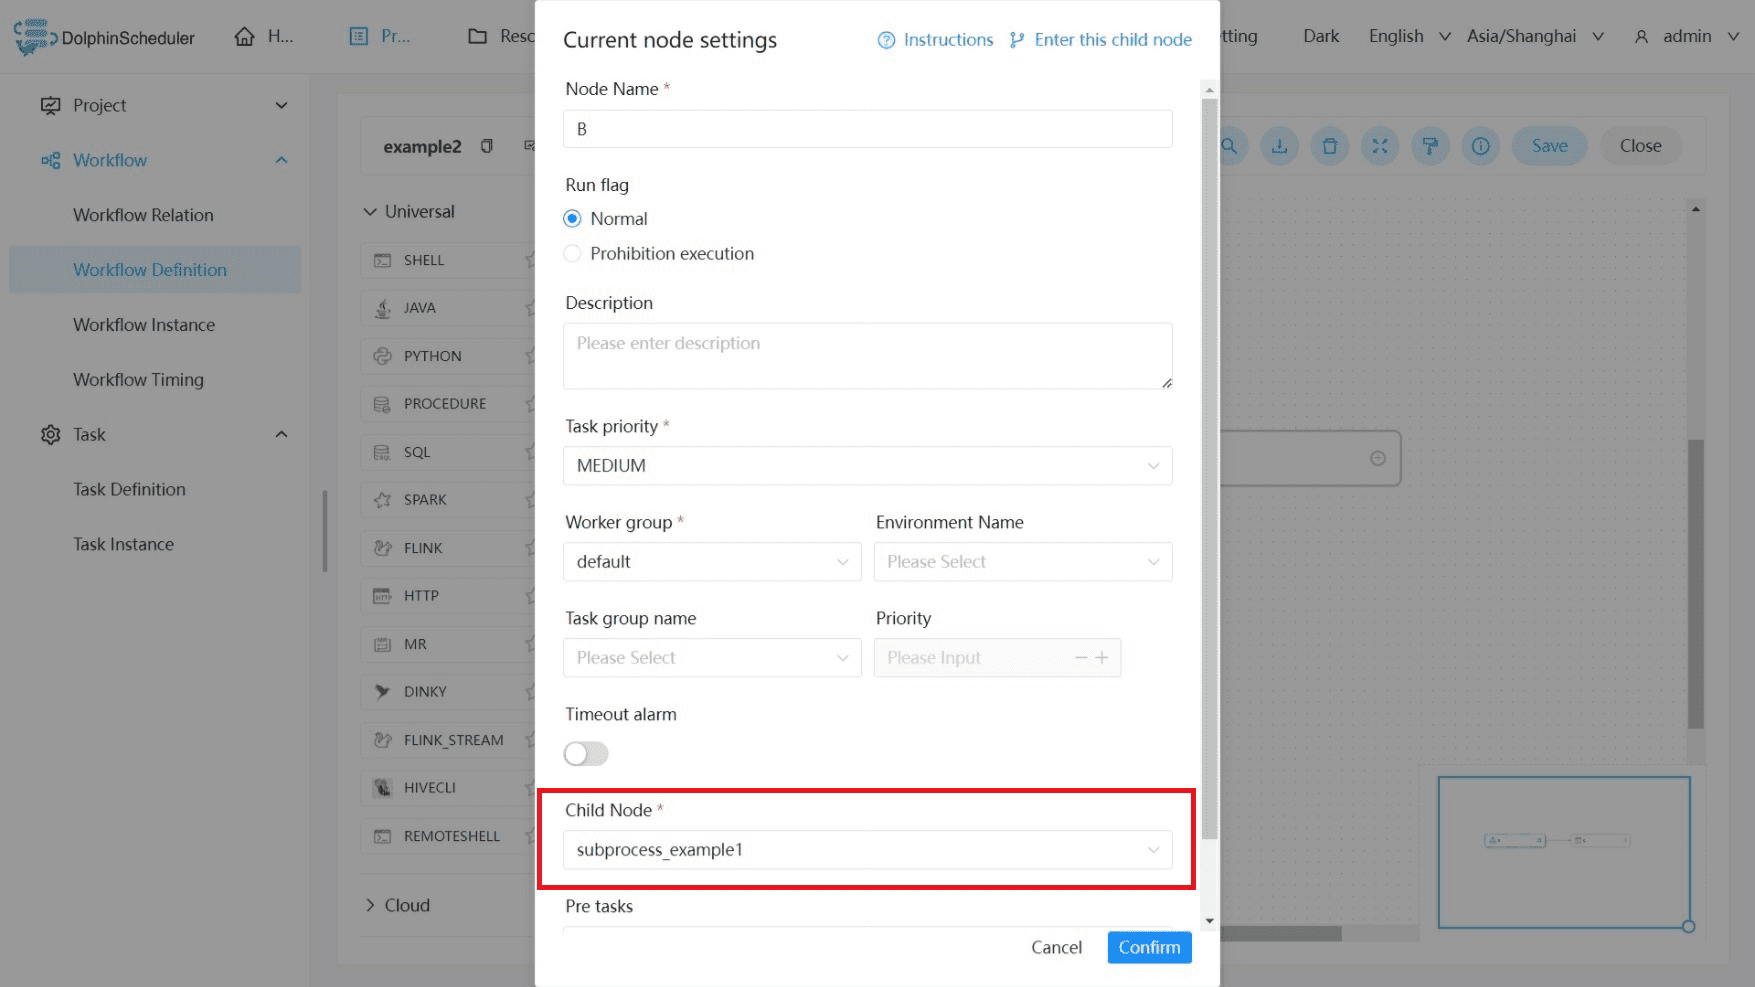 DolphinScheduler
H...
Pr...
Reso
tting
Dark
English
Asia/Shanghai
admin
Project
Workflow
Workflow Relation
Workflow Definition
Workflow Instance
Workflow Timing
Task
Task Definition
Task Instance
example2
Save
Close
Universal
SHELL
JAVA
PYTHON
PROCEDURE
SQL
SPARK
FLINK
HTTP
MR
DINKY
FLINK_STREAM
HIVECLI
REMOTESHELL
Cloud
Current node settings
Instructions
Enter this child node
Node Name *
B
Run flag
Normal
Prohibition execution
Description
Please enter description
Task priority *
MEDIUM
Worker group *
Environment Name
default
Please Select
Task group name
Priority
Please Select
Please Input
Timeout alarm
Child Node *
subprocess_example1
Pre tasks
Cancel
Confirm